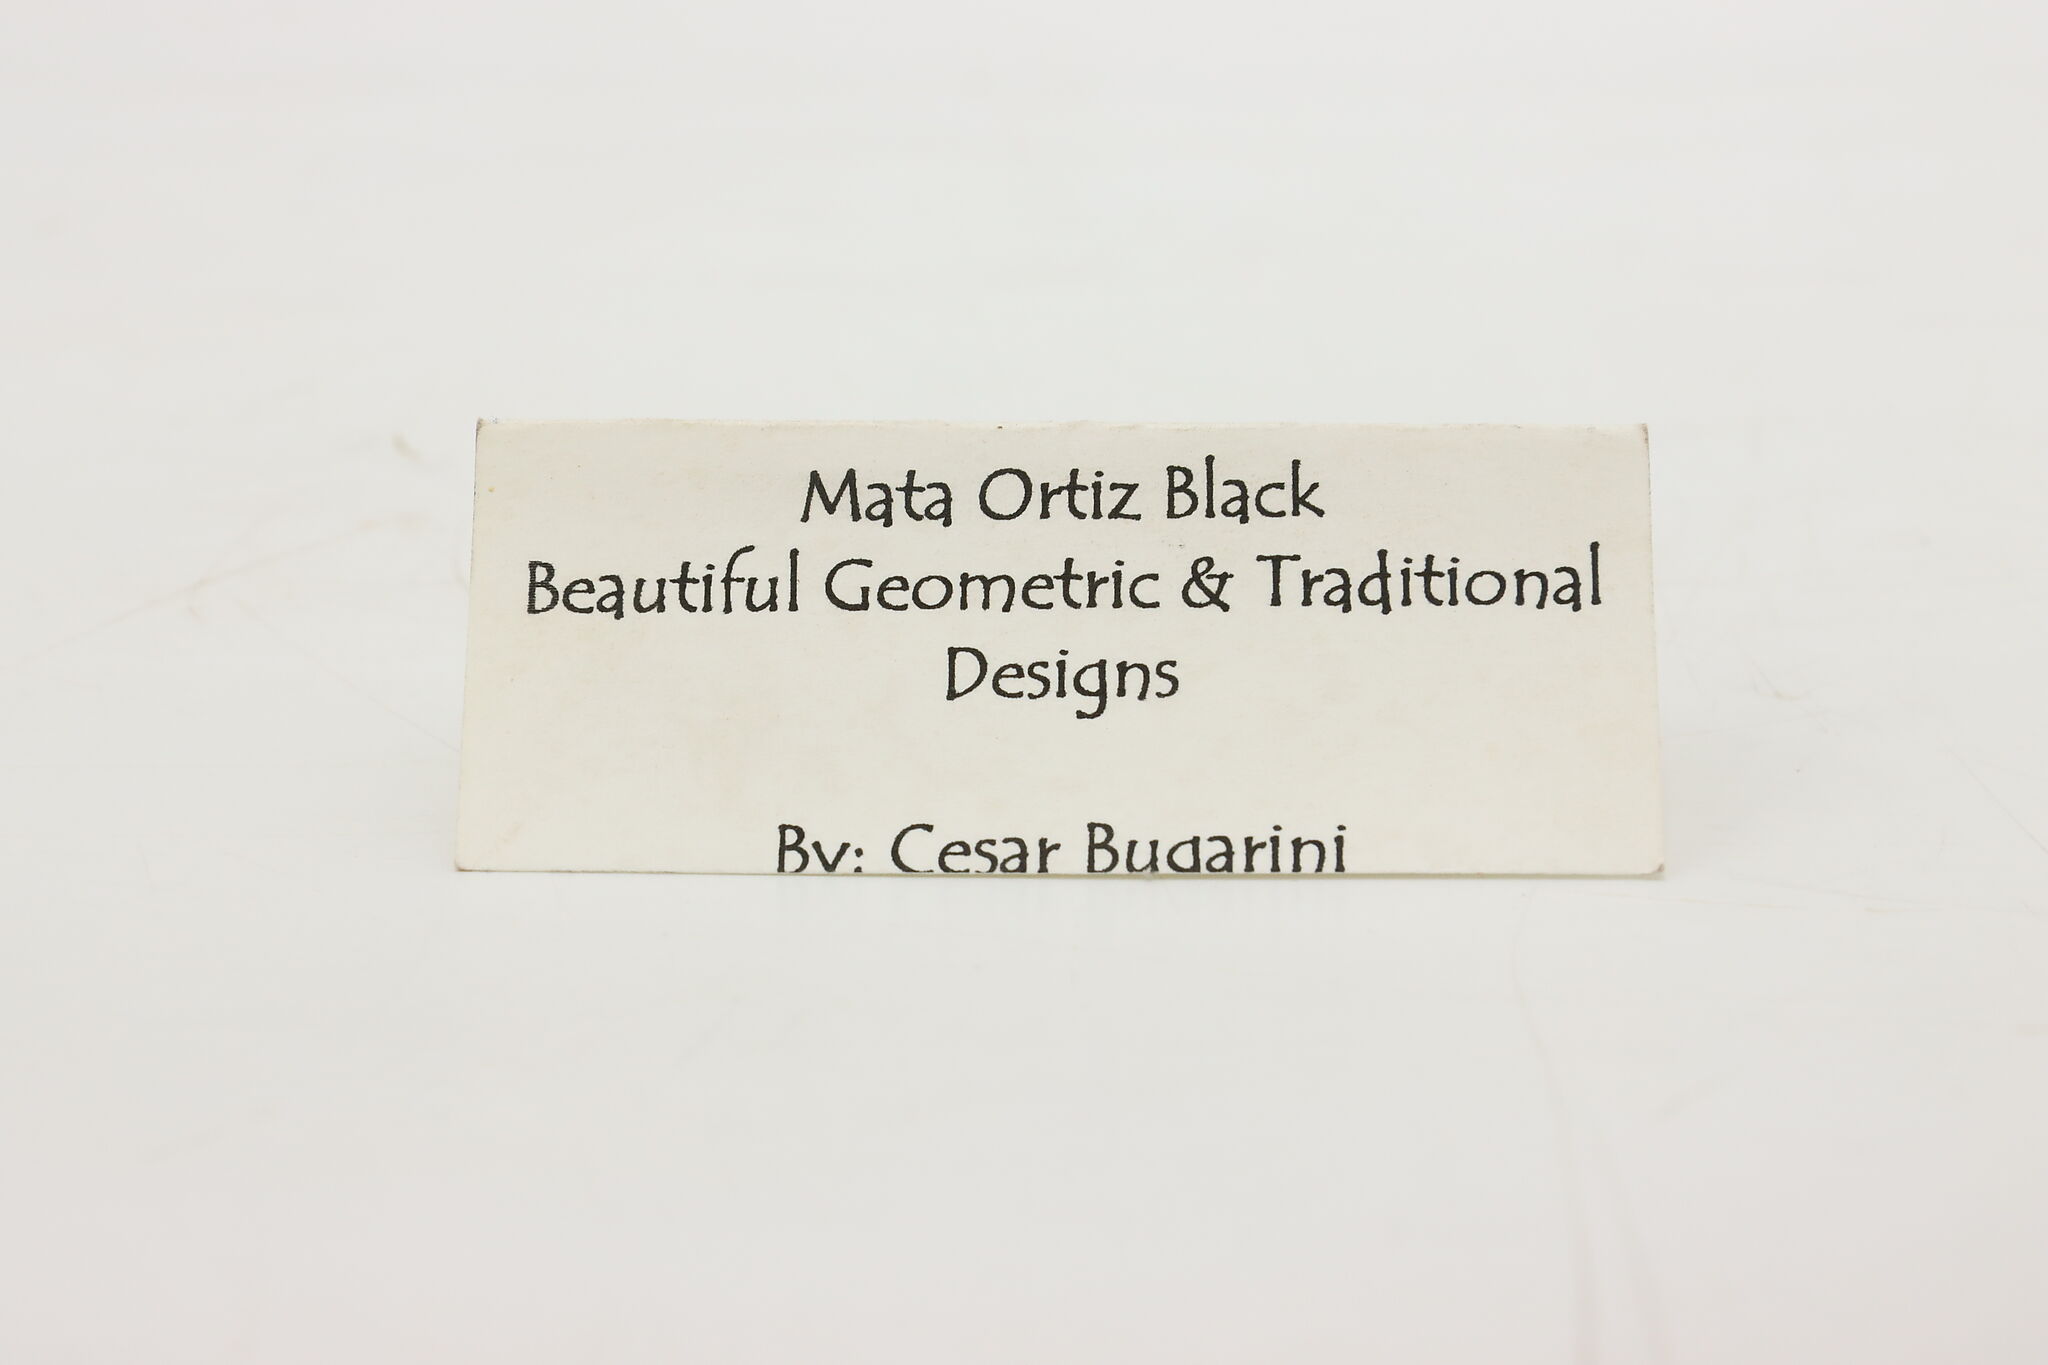 Mata Ortiz Black
Beautiful Geometric & Traditional
Designs
By: Cesar Bugarini